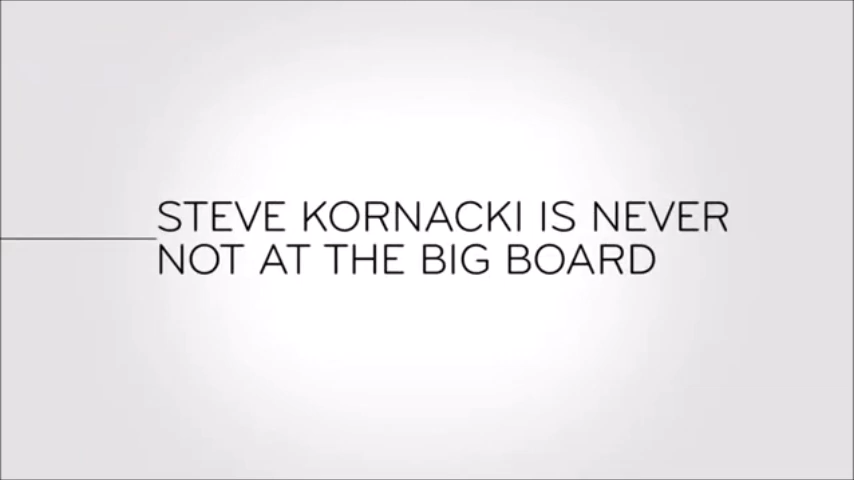 STEVE KORNACKI IS NEVER
NOT AT THE BIG BOARD